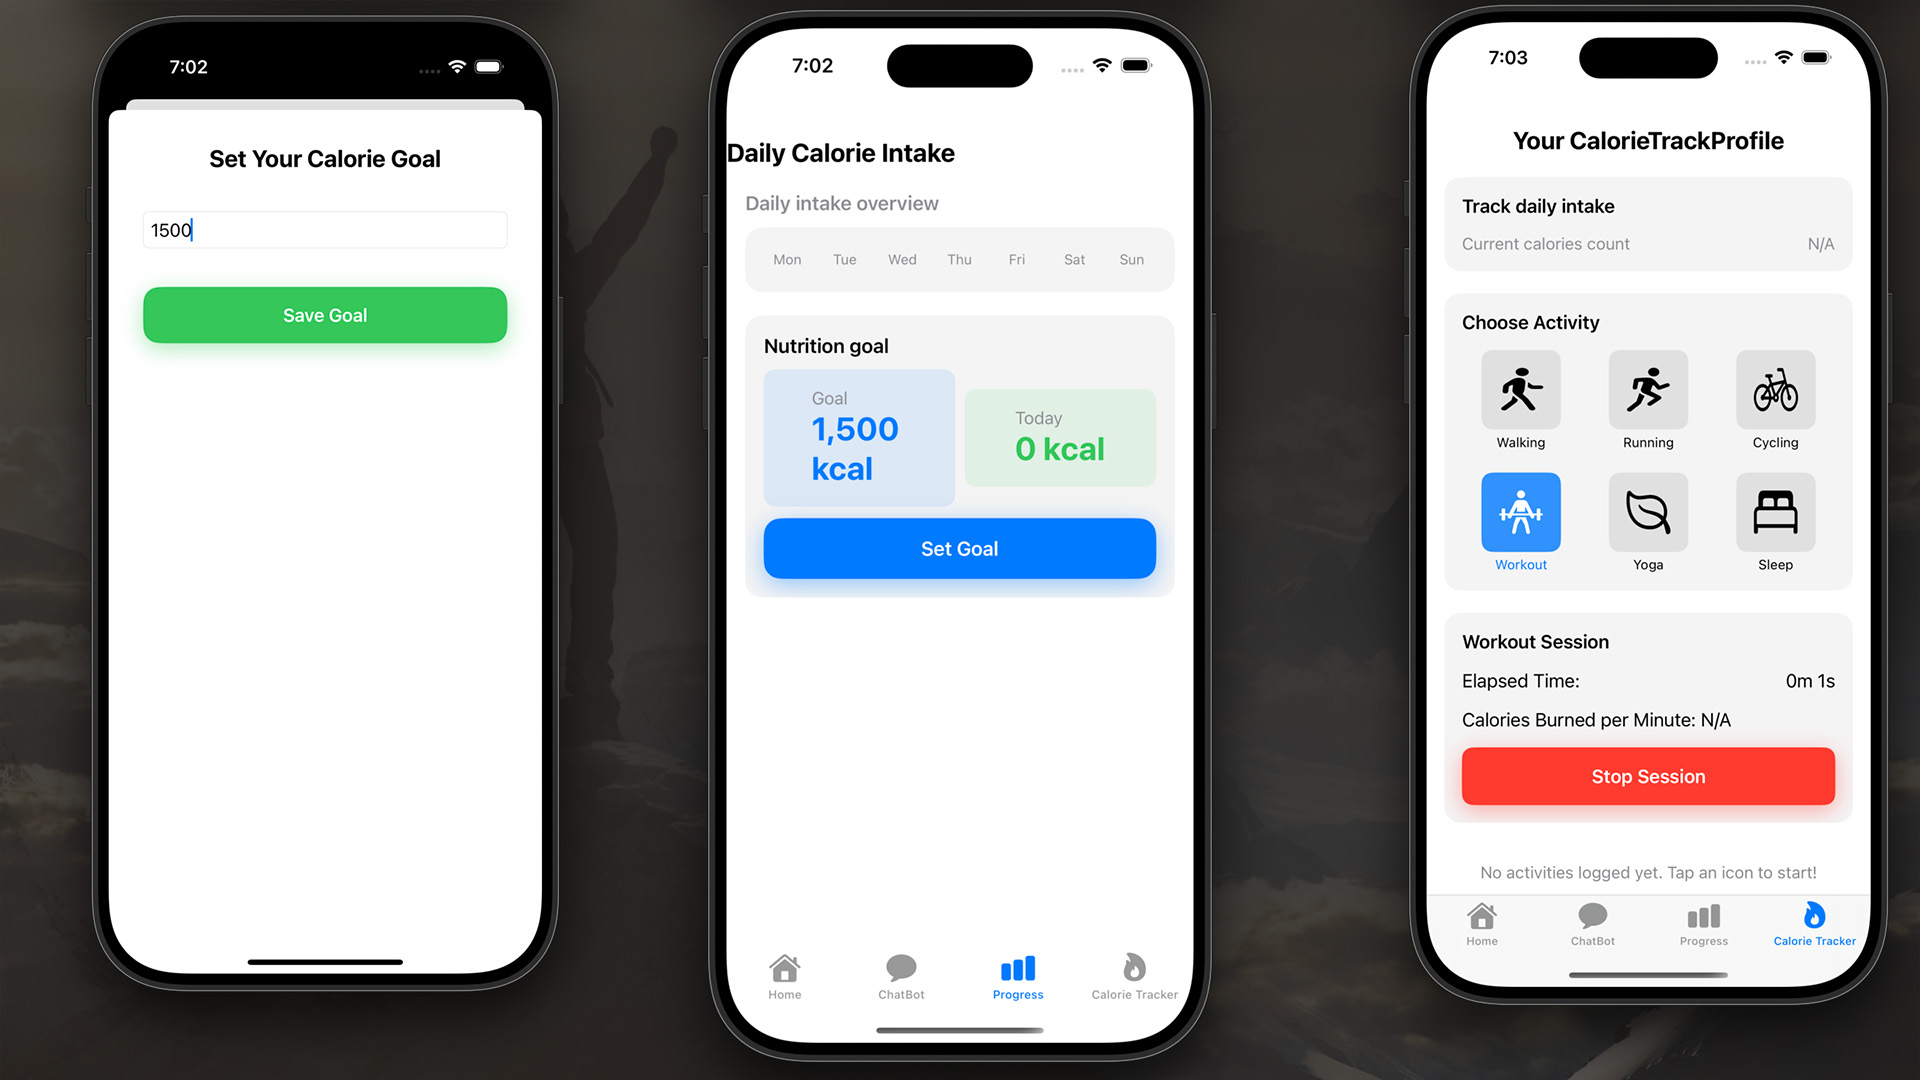 7:02
Set Your Calorie Goal
1500
Save Goal
7:02
Daily Calorie Intake
Daily intake overview
Mon Tue Wed Thu Fri Sat Sun
Nutrition goal
Goal
1,500
kcal
Today
0 kcal
Set Goal
Home ChatBot Progress Calorie Tracker
7:03
Your CalorieTrackProfile
Track daily intake
Current calories count N/A
Choose Activity
Walking Running Cycling
Workout Yoga Sleep
Workout Session
Elapsed Time: 0m 1s
Calories Burned per Minute: N/A
Stop Session
No activities logged yet. Tap an icon to start!
Home ChatBot Progress Calorie Tracker